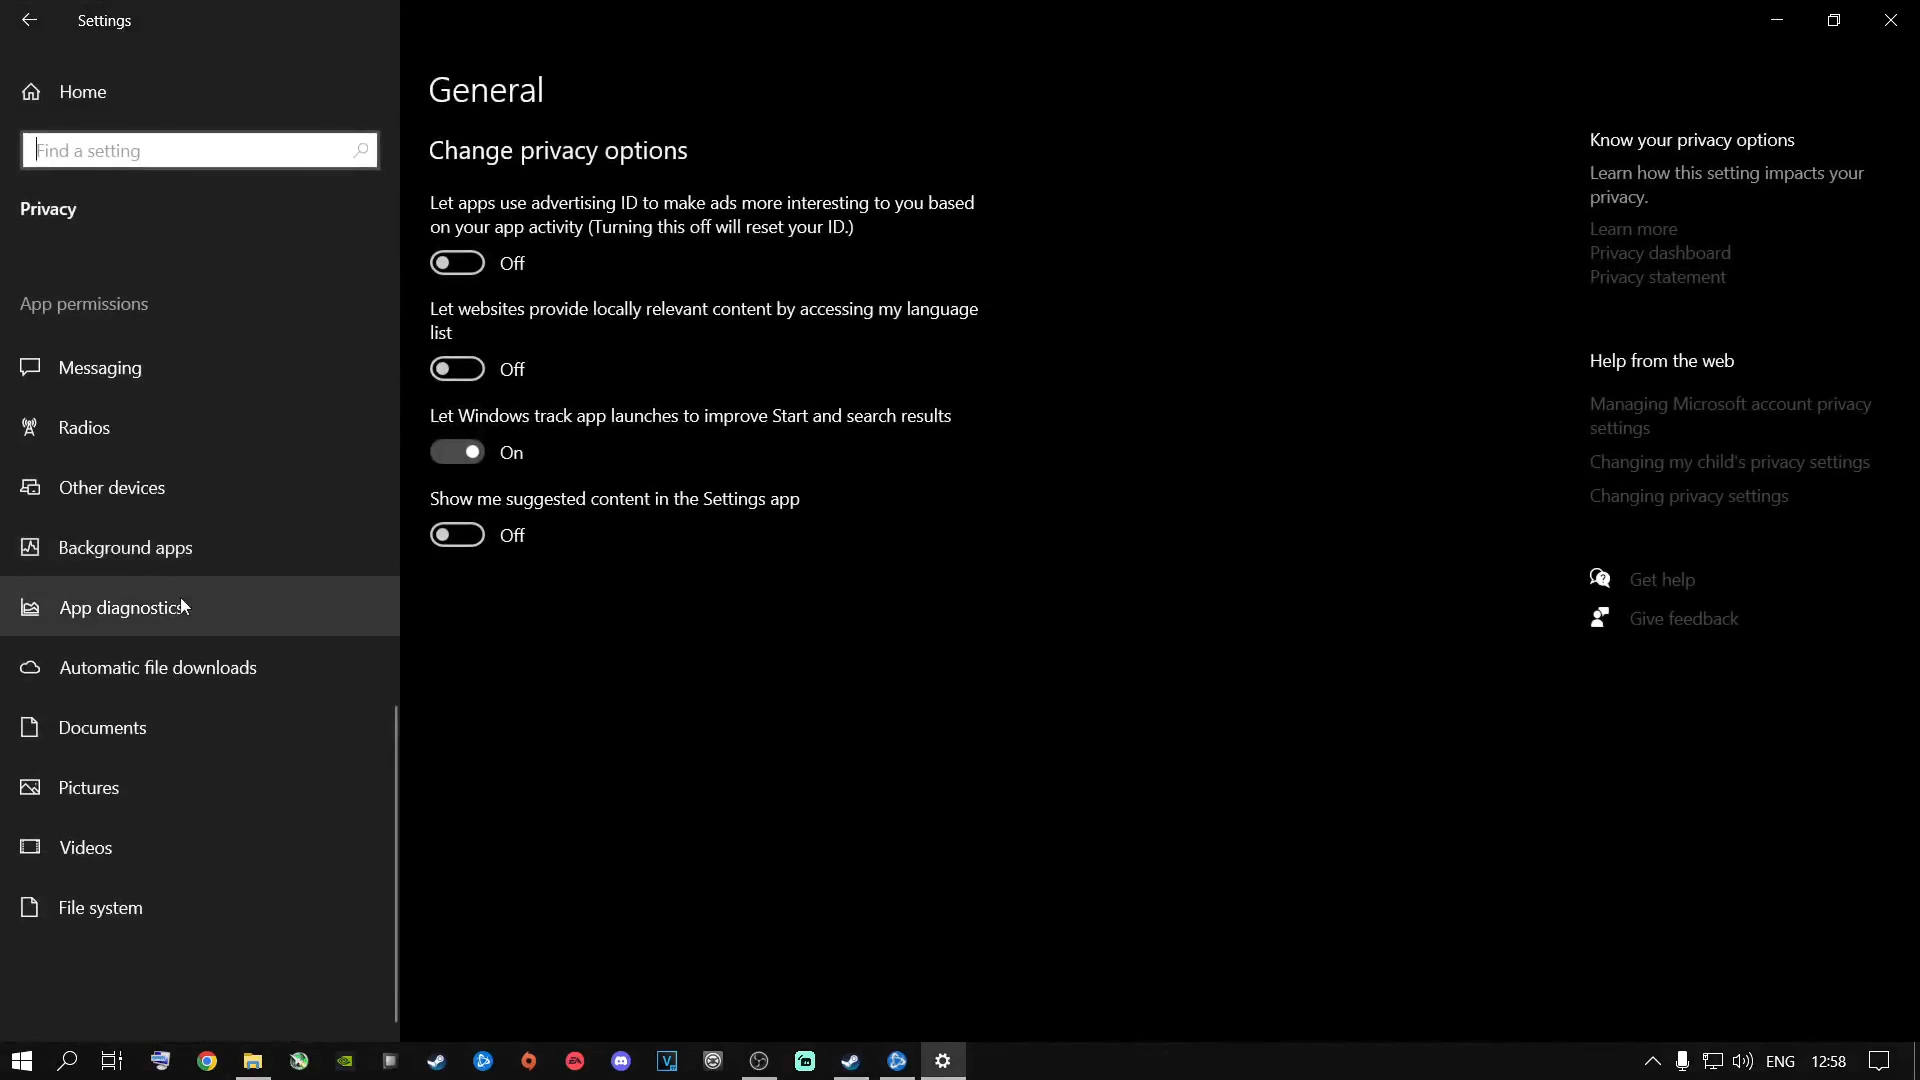 Settings
Home
Find a setting
Privacy
App permissions
Messaging
Radios
Other devices
Background apps
App diagnostics
Automatic file downloads
Documents
Pictures
Videos
File system
General
Change privacy options
Let apps use advertising ID to make ads more interesting to you based
on your app activity (Turning this off will reset your ID.)
Off
Let websites provide locally relevant content by accessing my language
list
Off
Let Windows track app launches to improve Start and search results
On
Show me suggested content in the Settings app
Off
Know your privacy options
Learn how this setting impacts your
privacy.
Learn more
Privacy dashboard
Privacy statement
Help from the web
Managing Microsoft account privacy
settings
Changing my child's privacy settings
Changing privacy settings
Get help
Give feedback
EA
V
ENG
12:58